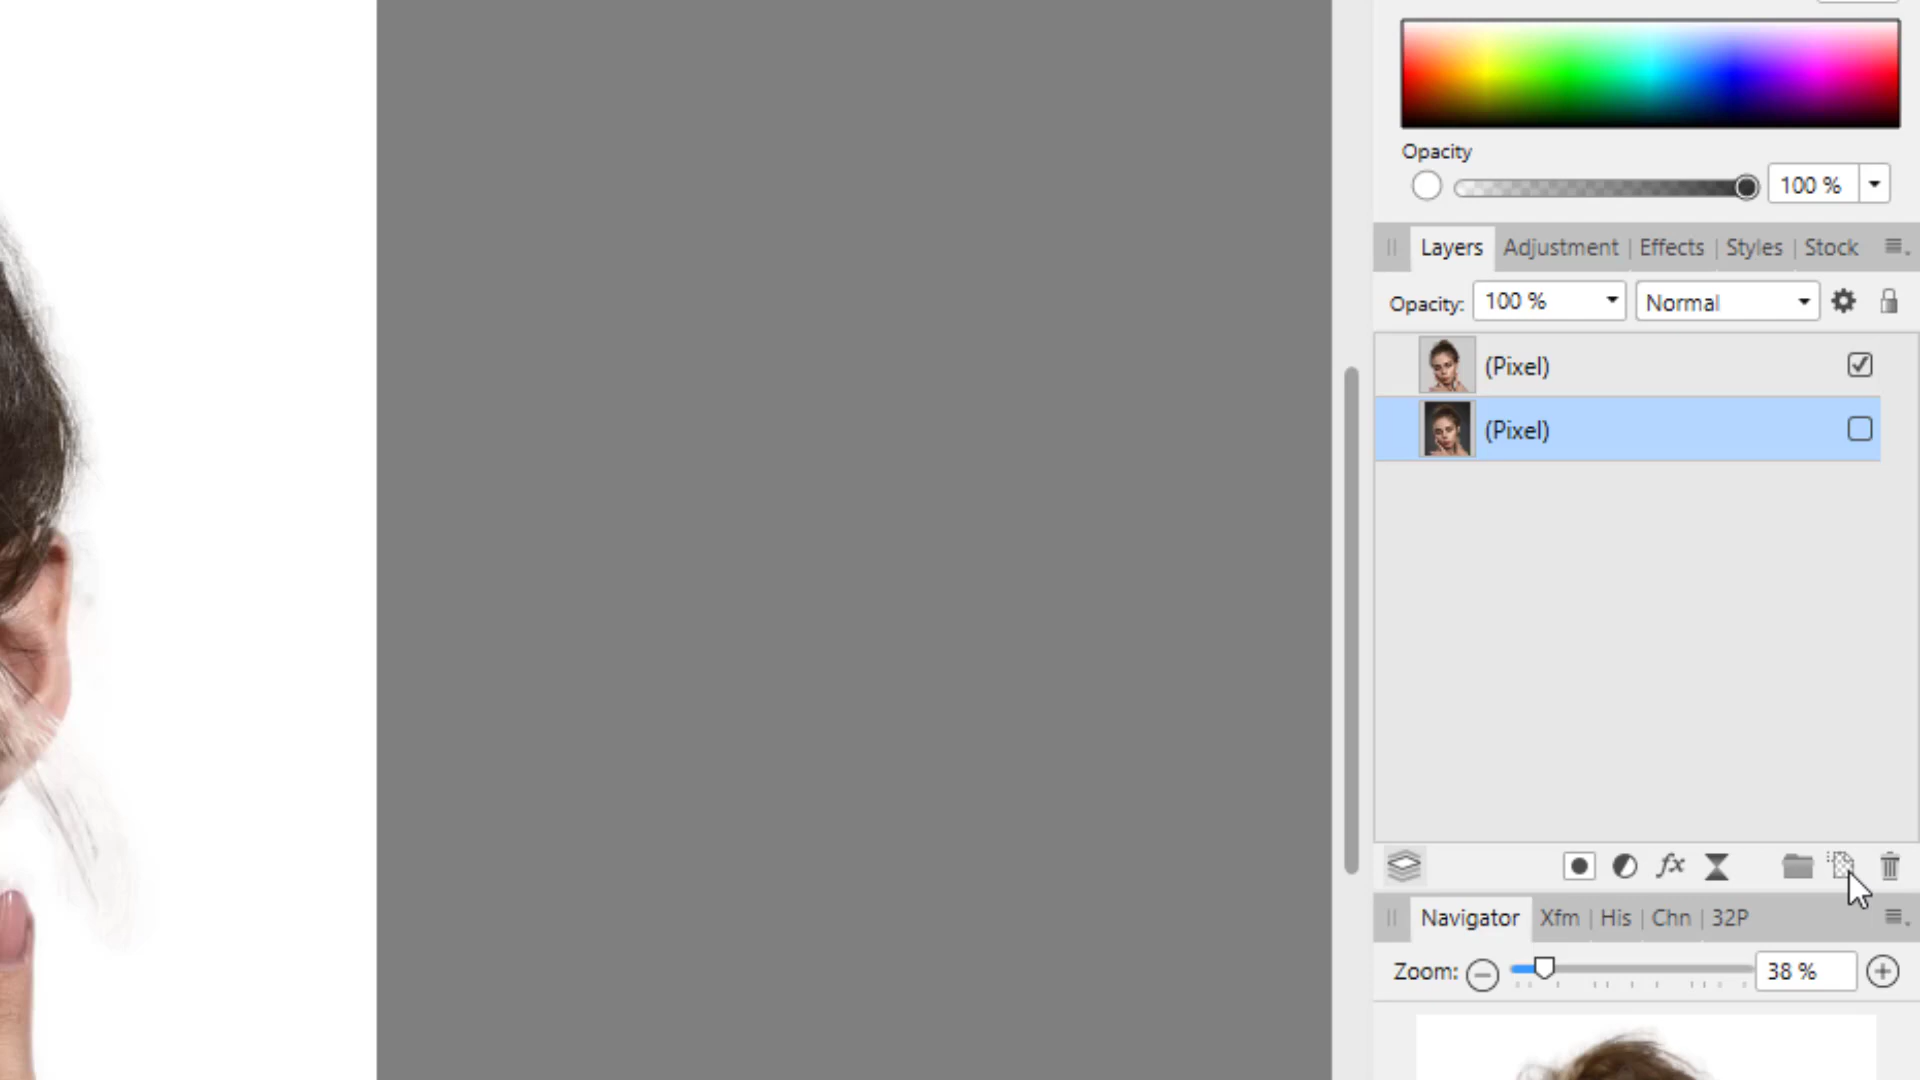 Opacity
100 %
Layers Adjustment | Effects | Styles | Stock
Opacity: 100 % Normal
(Pixel)
(Pixel)
fx
Navigator Xfm | His | Chn | 32P
Zoom: 38 %